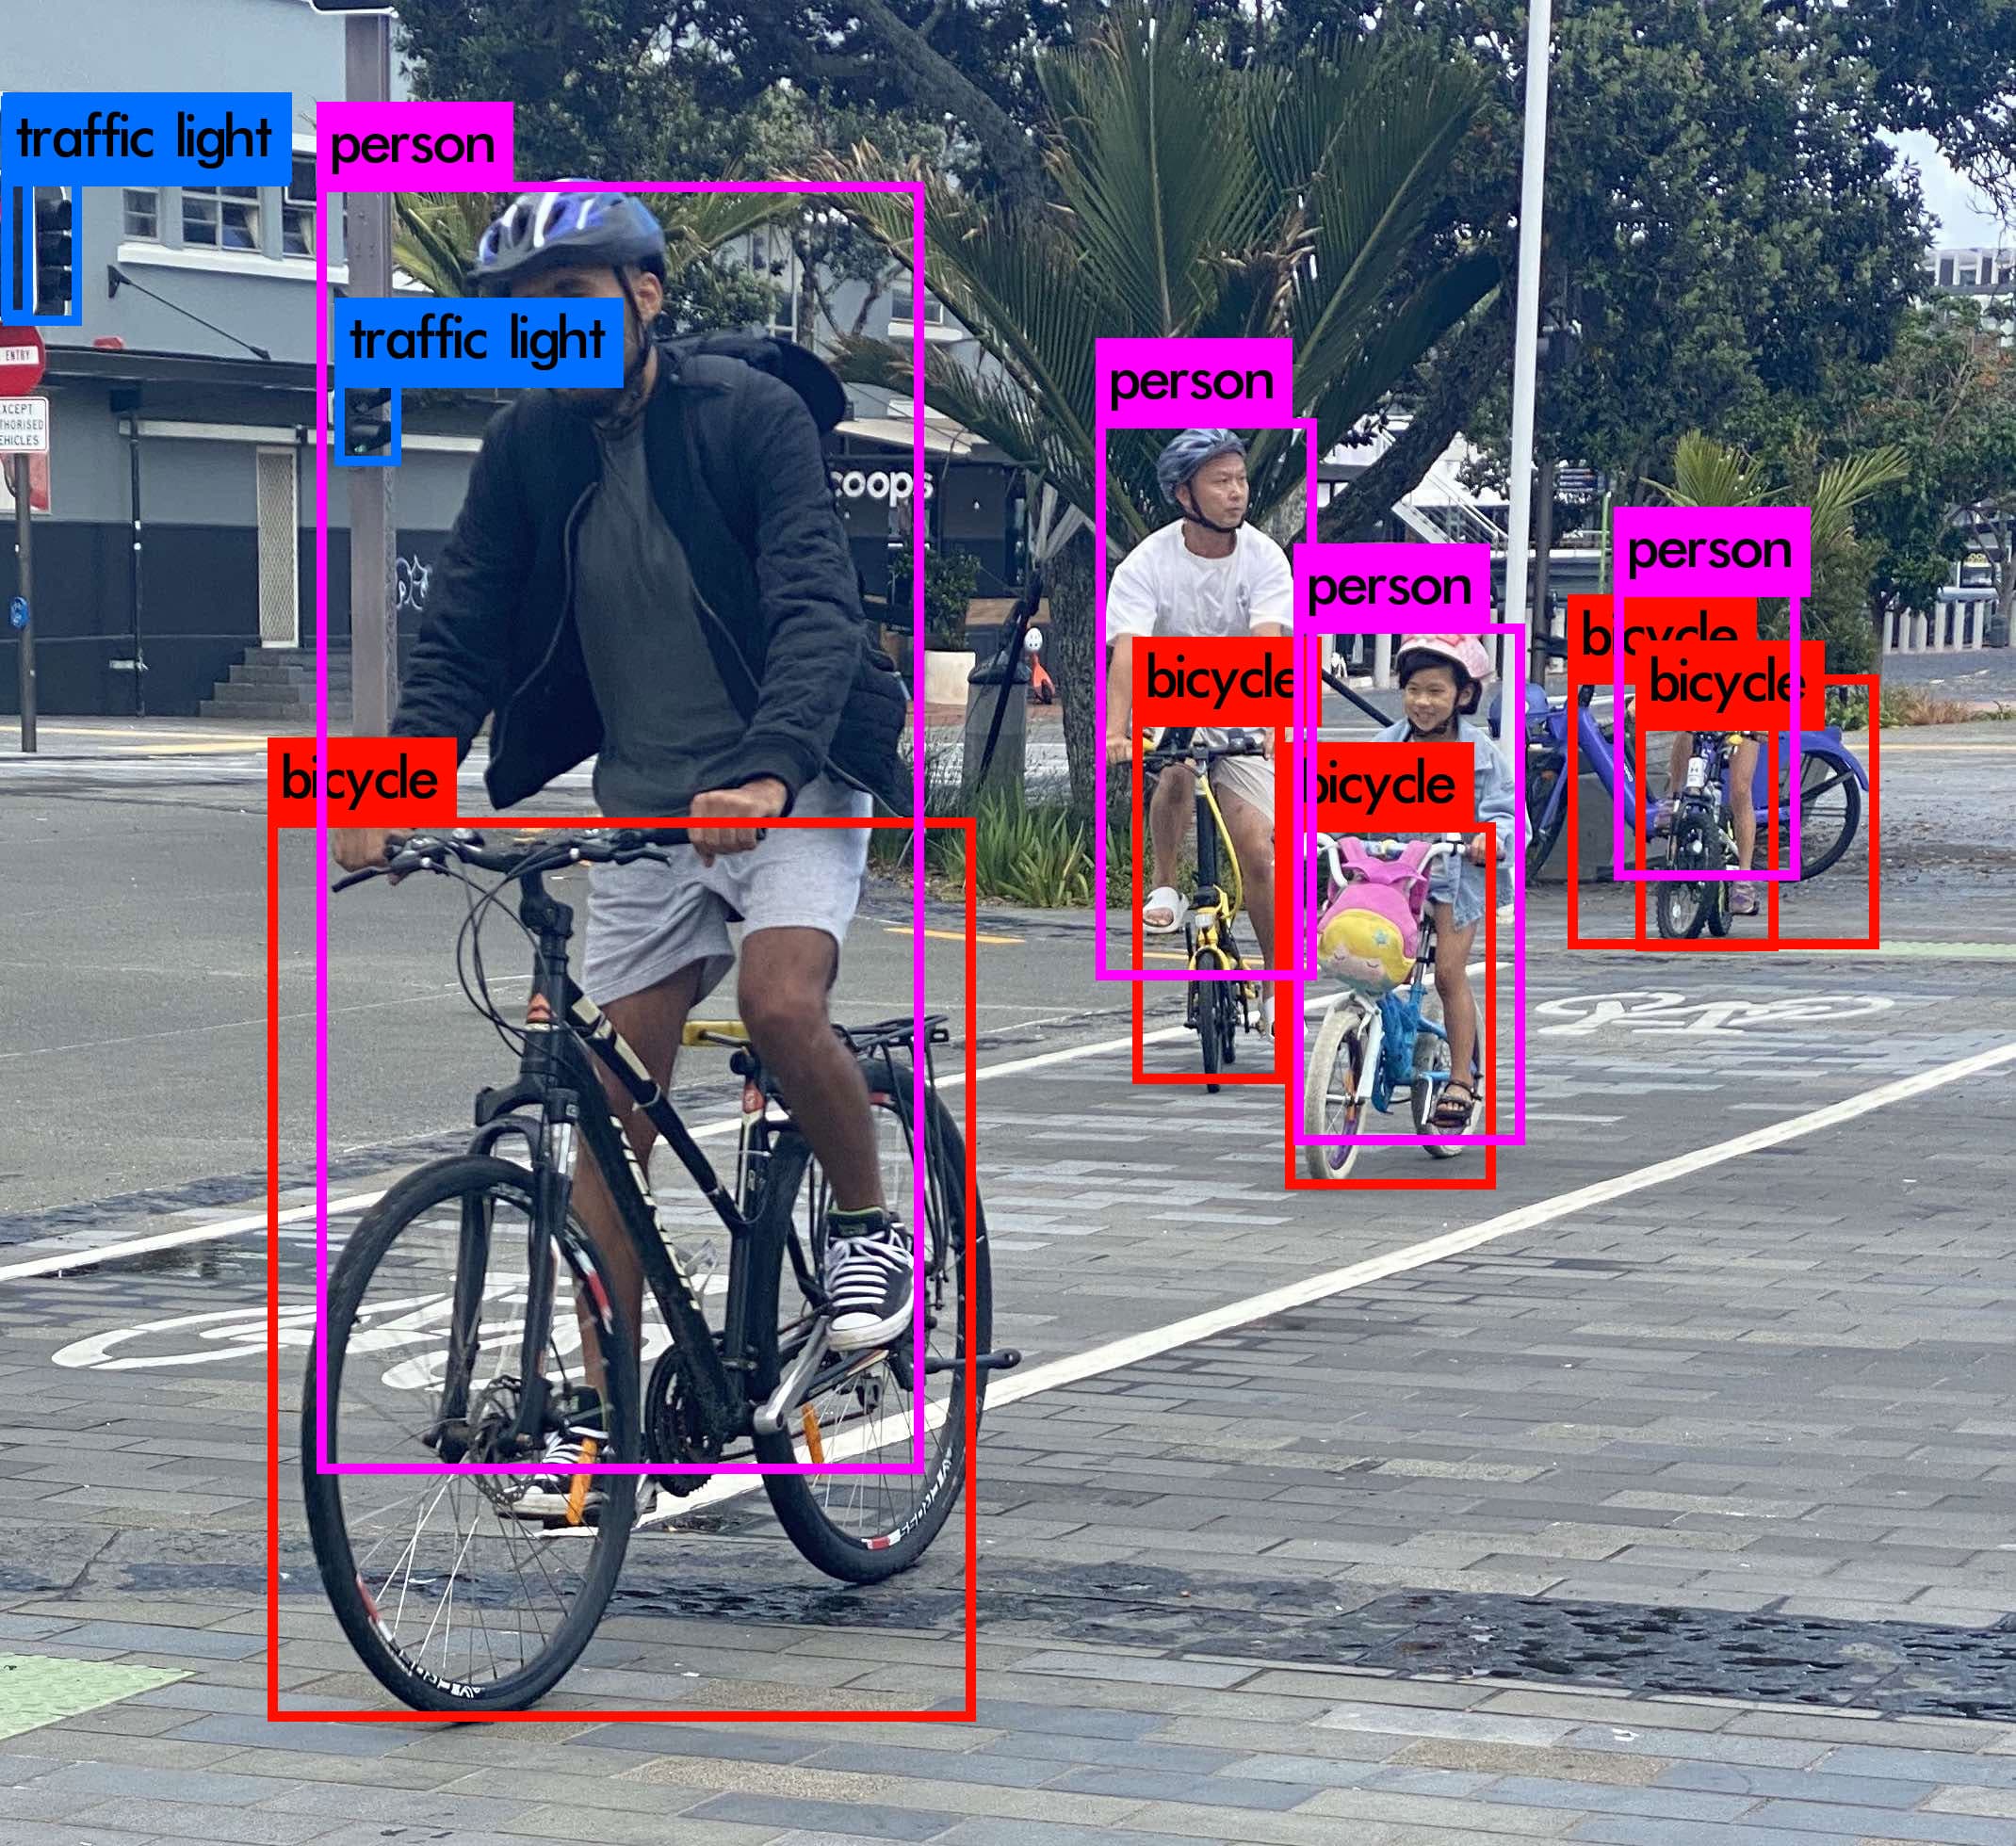 traffic light
person
traffic light
ENTRY
EXCEPT
AUTHORISED
VEHICLES
coops
person
person
person
bicycle
bicycle
bicycle
bicycle
bicycle